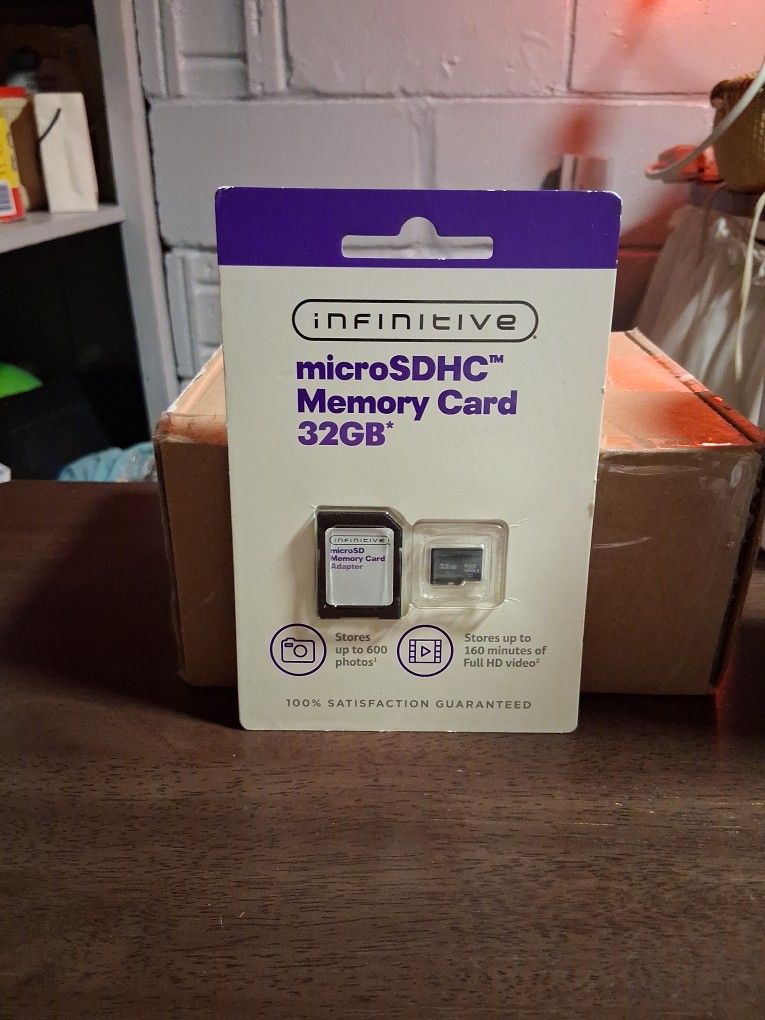 infinitive
microSDHC™
Memory Card
32GB*
infinitive
microSD
Memory Card
Adapter
32GB
Stores
up to 600
photos¹
Stores up to
160 minutes of
Full HD video²
100% SATISFACTION GUARANTEED